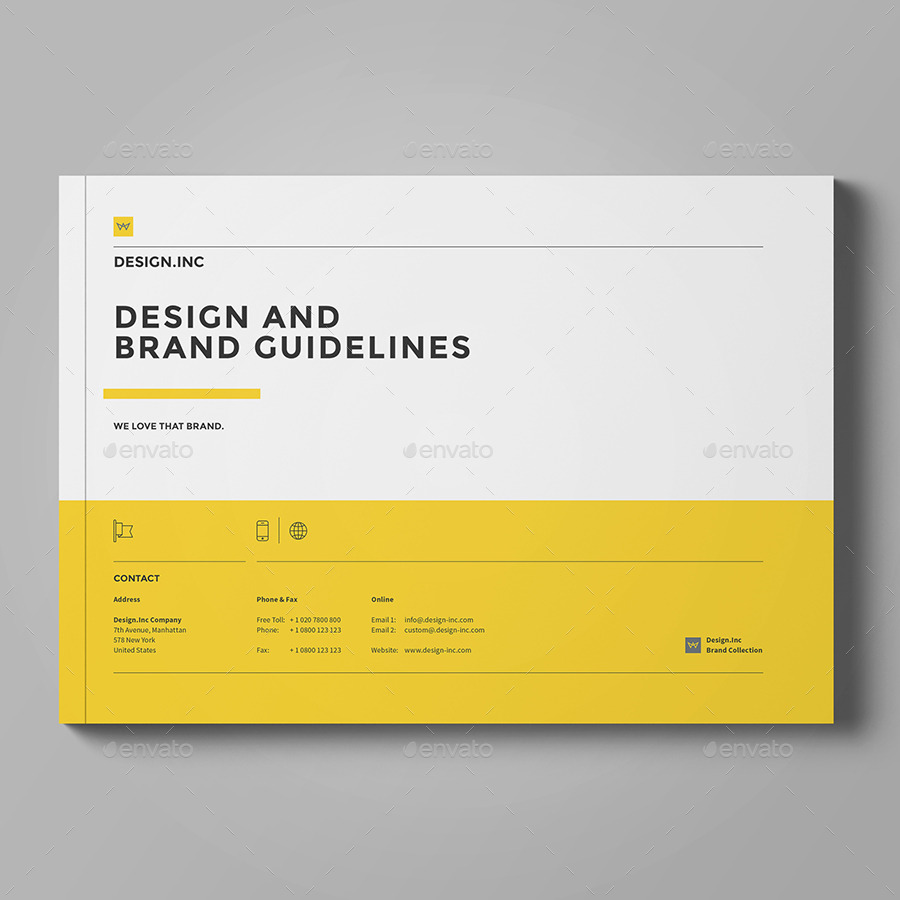 DESIGN.INC
DESIGN AND
BRAND GUIDELINES
WE LOVE THAT BRAND.
CONTACT
Address
Design.Inc Company
7th Avenue, Manhattan
578 New York
United States
Phone & Fax
Free Toll: + 1 020 7800 800
Phone: + 1 0800 123 123
Fax: + 1 0800 123 123
Online
Email 1: info@.design-inc.com
Email 2: custom@.design-inc.com
Website: www.design-inc.com
Design.Inc
Brand Collection
envato
envato
envato
envato
envato
envato
envato
envato
envato